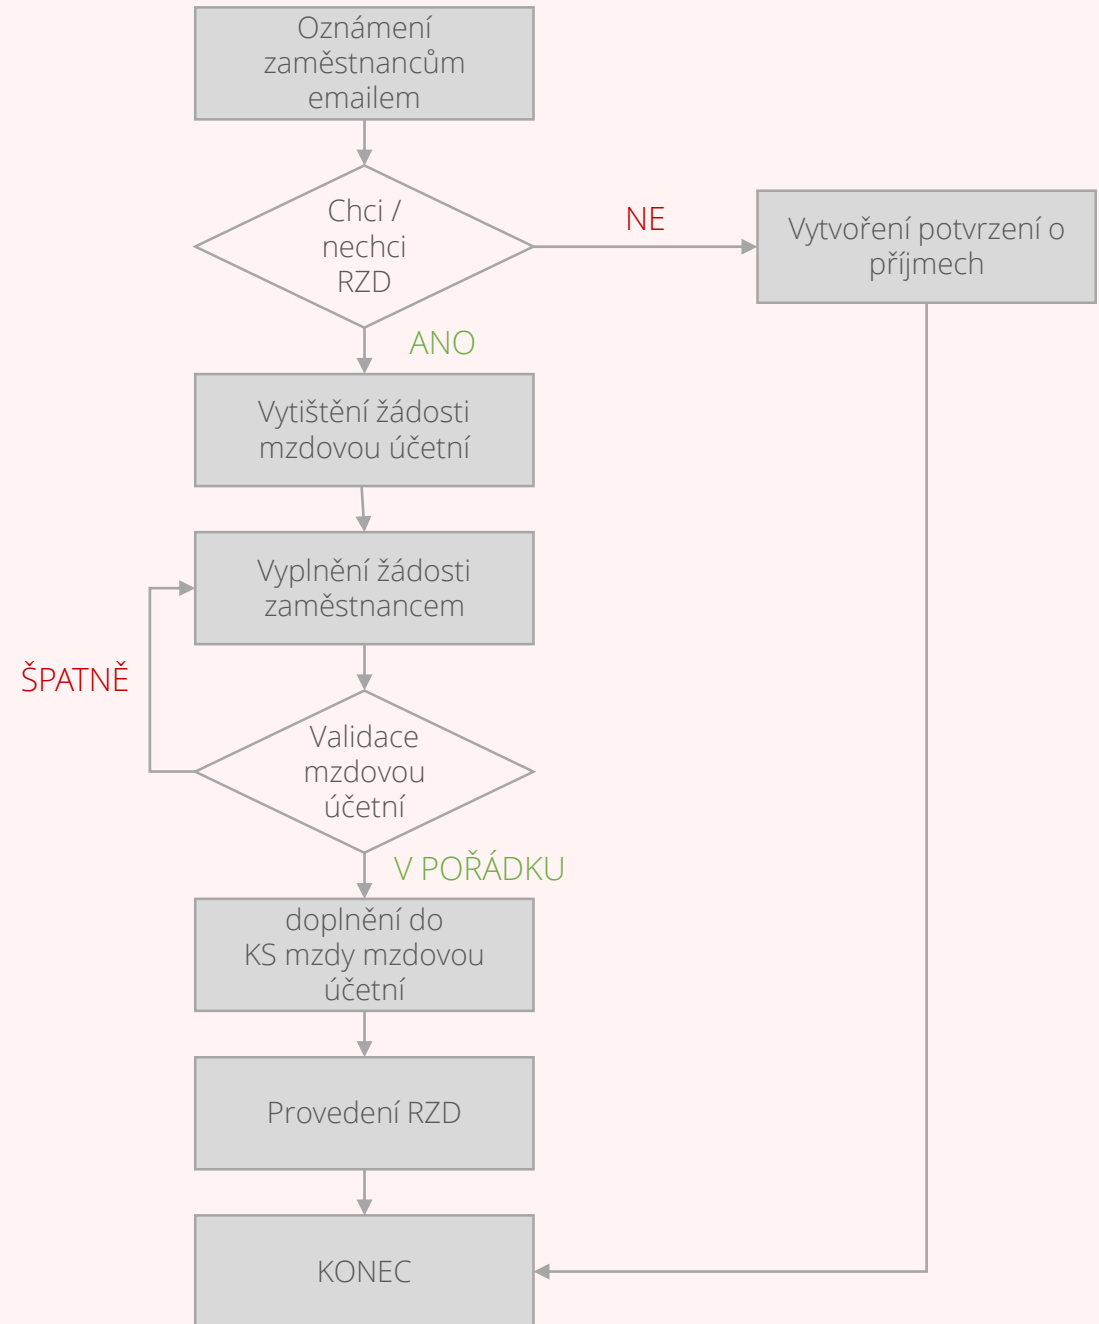 Oznámení
zaměstnancům
emailem
Chci /
nechci
RZD
NE
Vytvoření potvrzení o
příjmech
ANO
Vytištění žádosti
mzdovou účetní
Vyplnění žádosti
zaměstnancem
ŠPATNĚ
Validace
mzdovou
účetní
V POŘÁDKU
doplnění do
KS mzdy mzdovou
účetní
Provedení RZD
KONEC